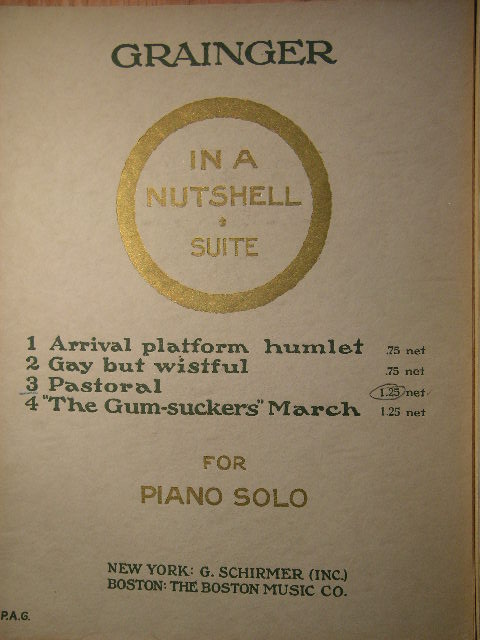 GRAINGER
IN A
NUTSHELL
SUITE
1 Arrival platform humlet .75 net
2 Gay but wistful .75 net
3 Pastoral 1.25 net
4 "The Gum-suckers" March 1.25 net
FOR
PIANO SOLO
NEW YORK: G. SCHIRMER (INC.)
BOSTON: THE BOSTON MUSIC CO.
P.A.G.